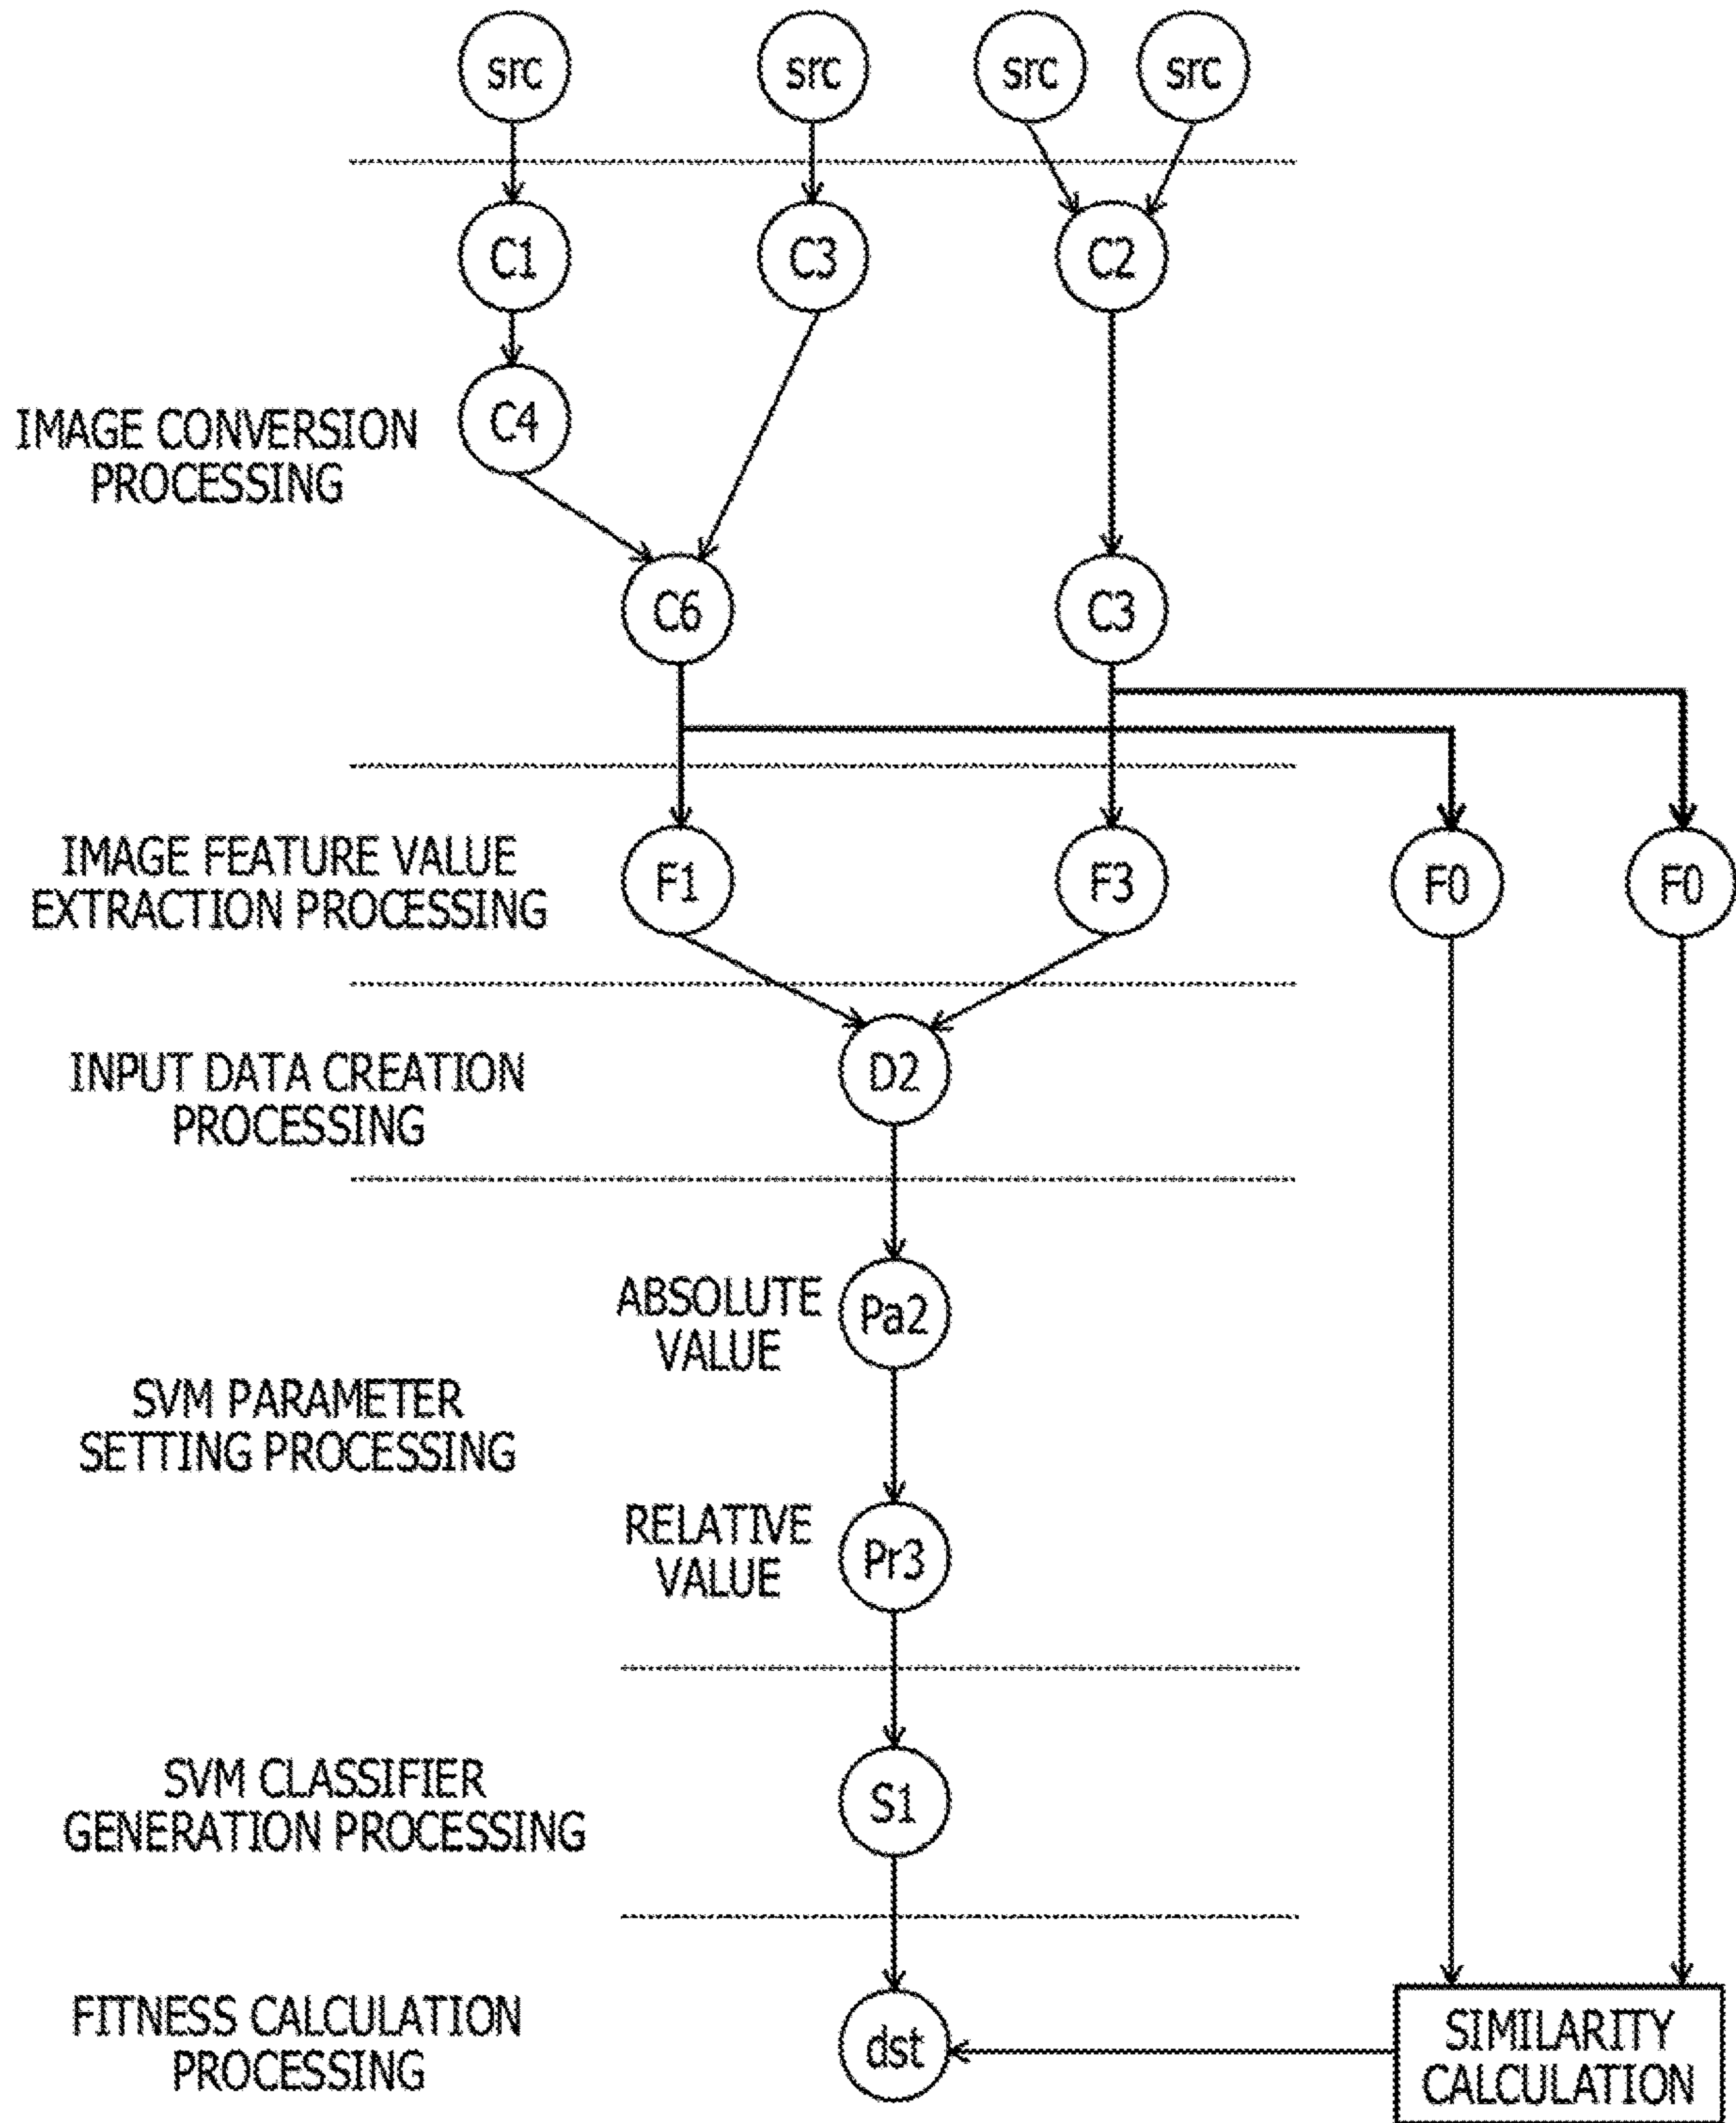 src
src
src
src
C1
C3
C2
C4
IMAGE CONVERSION
PROCESSING
C6
C3
IMAGE FEATURE VALUE
EXTRACTION PROCESSING
F1
F3
F0
F0
INPUT DATA CREATION
PROCESSING
D2
ABSOLUTE
VALUE
Pa2
SVM PARAMETER
SETTING PROCESSING
RELATIVE
VALUE
Pr3
SVM CLASSIFIER
GENERATION PROCESSING
S1
FITNESS CALCULATION
PROCESSING
dst
SIMILARITY
CALCULATION